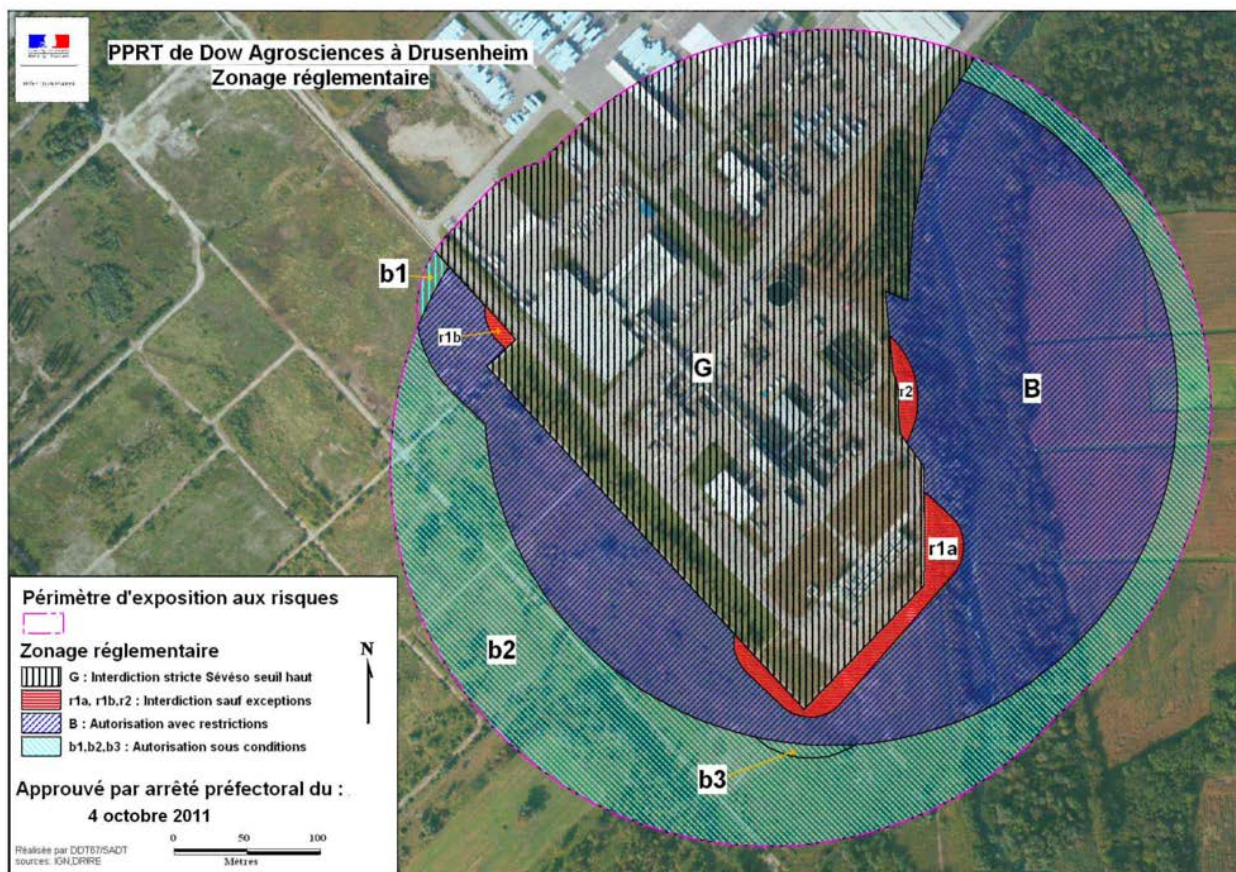 PPRT de Dow Agrosciences à Drusenheim
Zonage réglementaire
b1
r1b
G
r2
B
r1a
b2
b3
Périmètre d'exposition aux risques
Zonage réglementaire
N
G : Interdiction stricte Sévéso seuil haut
r1a, r1b,r2 : Interdiction sauf exceptions
B : Autorisation avec restrictions
b1,b2,b3 : Autorisation sous conditions
Approuvé par arrêté préfectoral du :
4 octobre 2011
0 50 100
Mètres
Réalisée par DDT67/SADT
sources: IGN,DRIRE